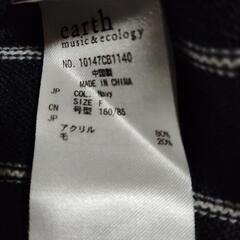 earth
music&ecology
NO. 10147CB1140
中国製
MADE IN CHINA
JP COL. Navy
SIZE F
CN 号型 160/85
JP
アクリル 80%
毛 20%